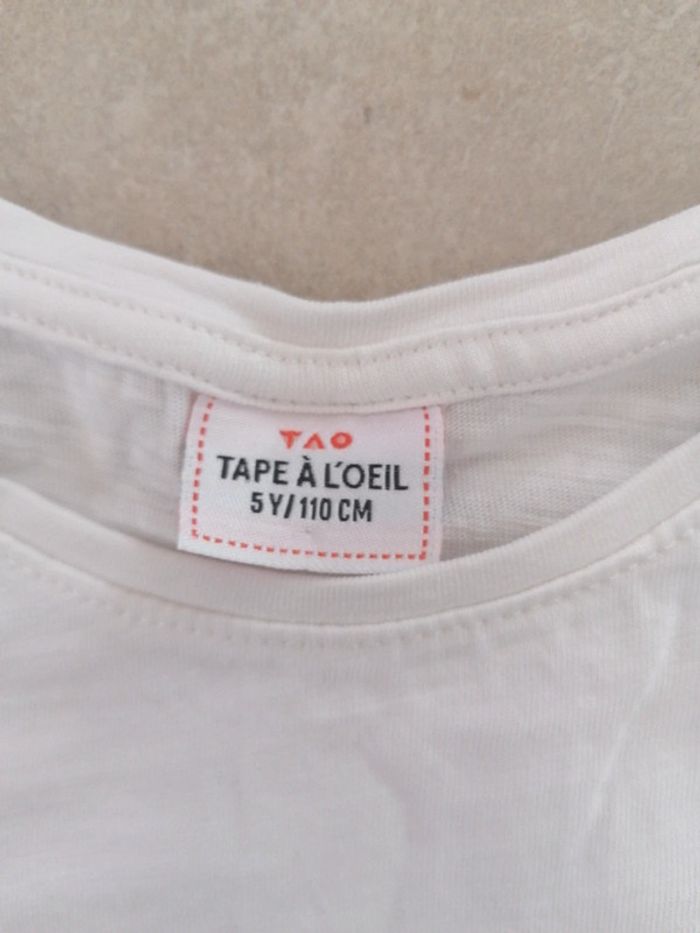 TAO
TAPE À L'OEIL
5 Y/110 CM